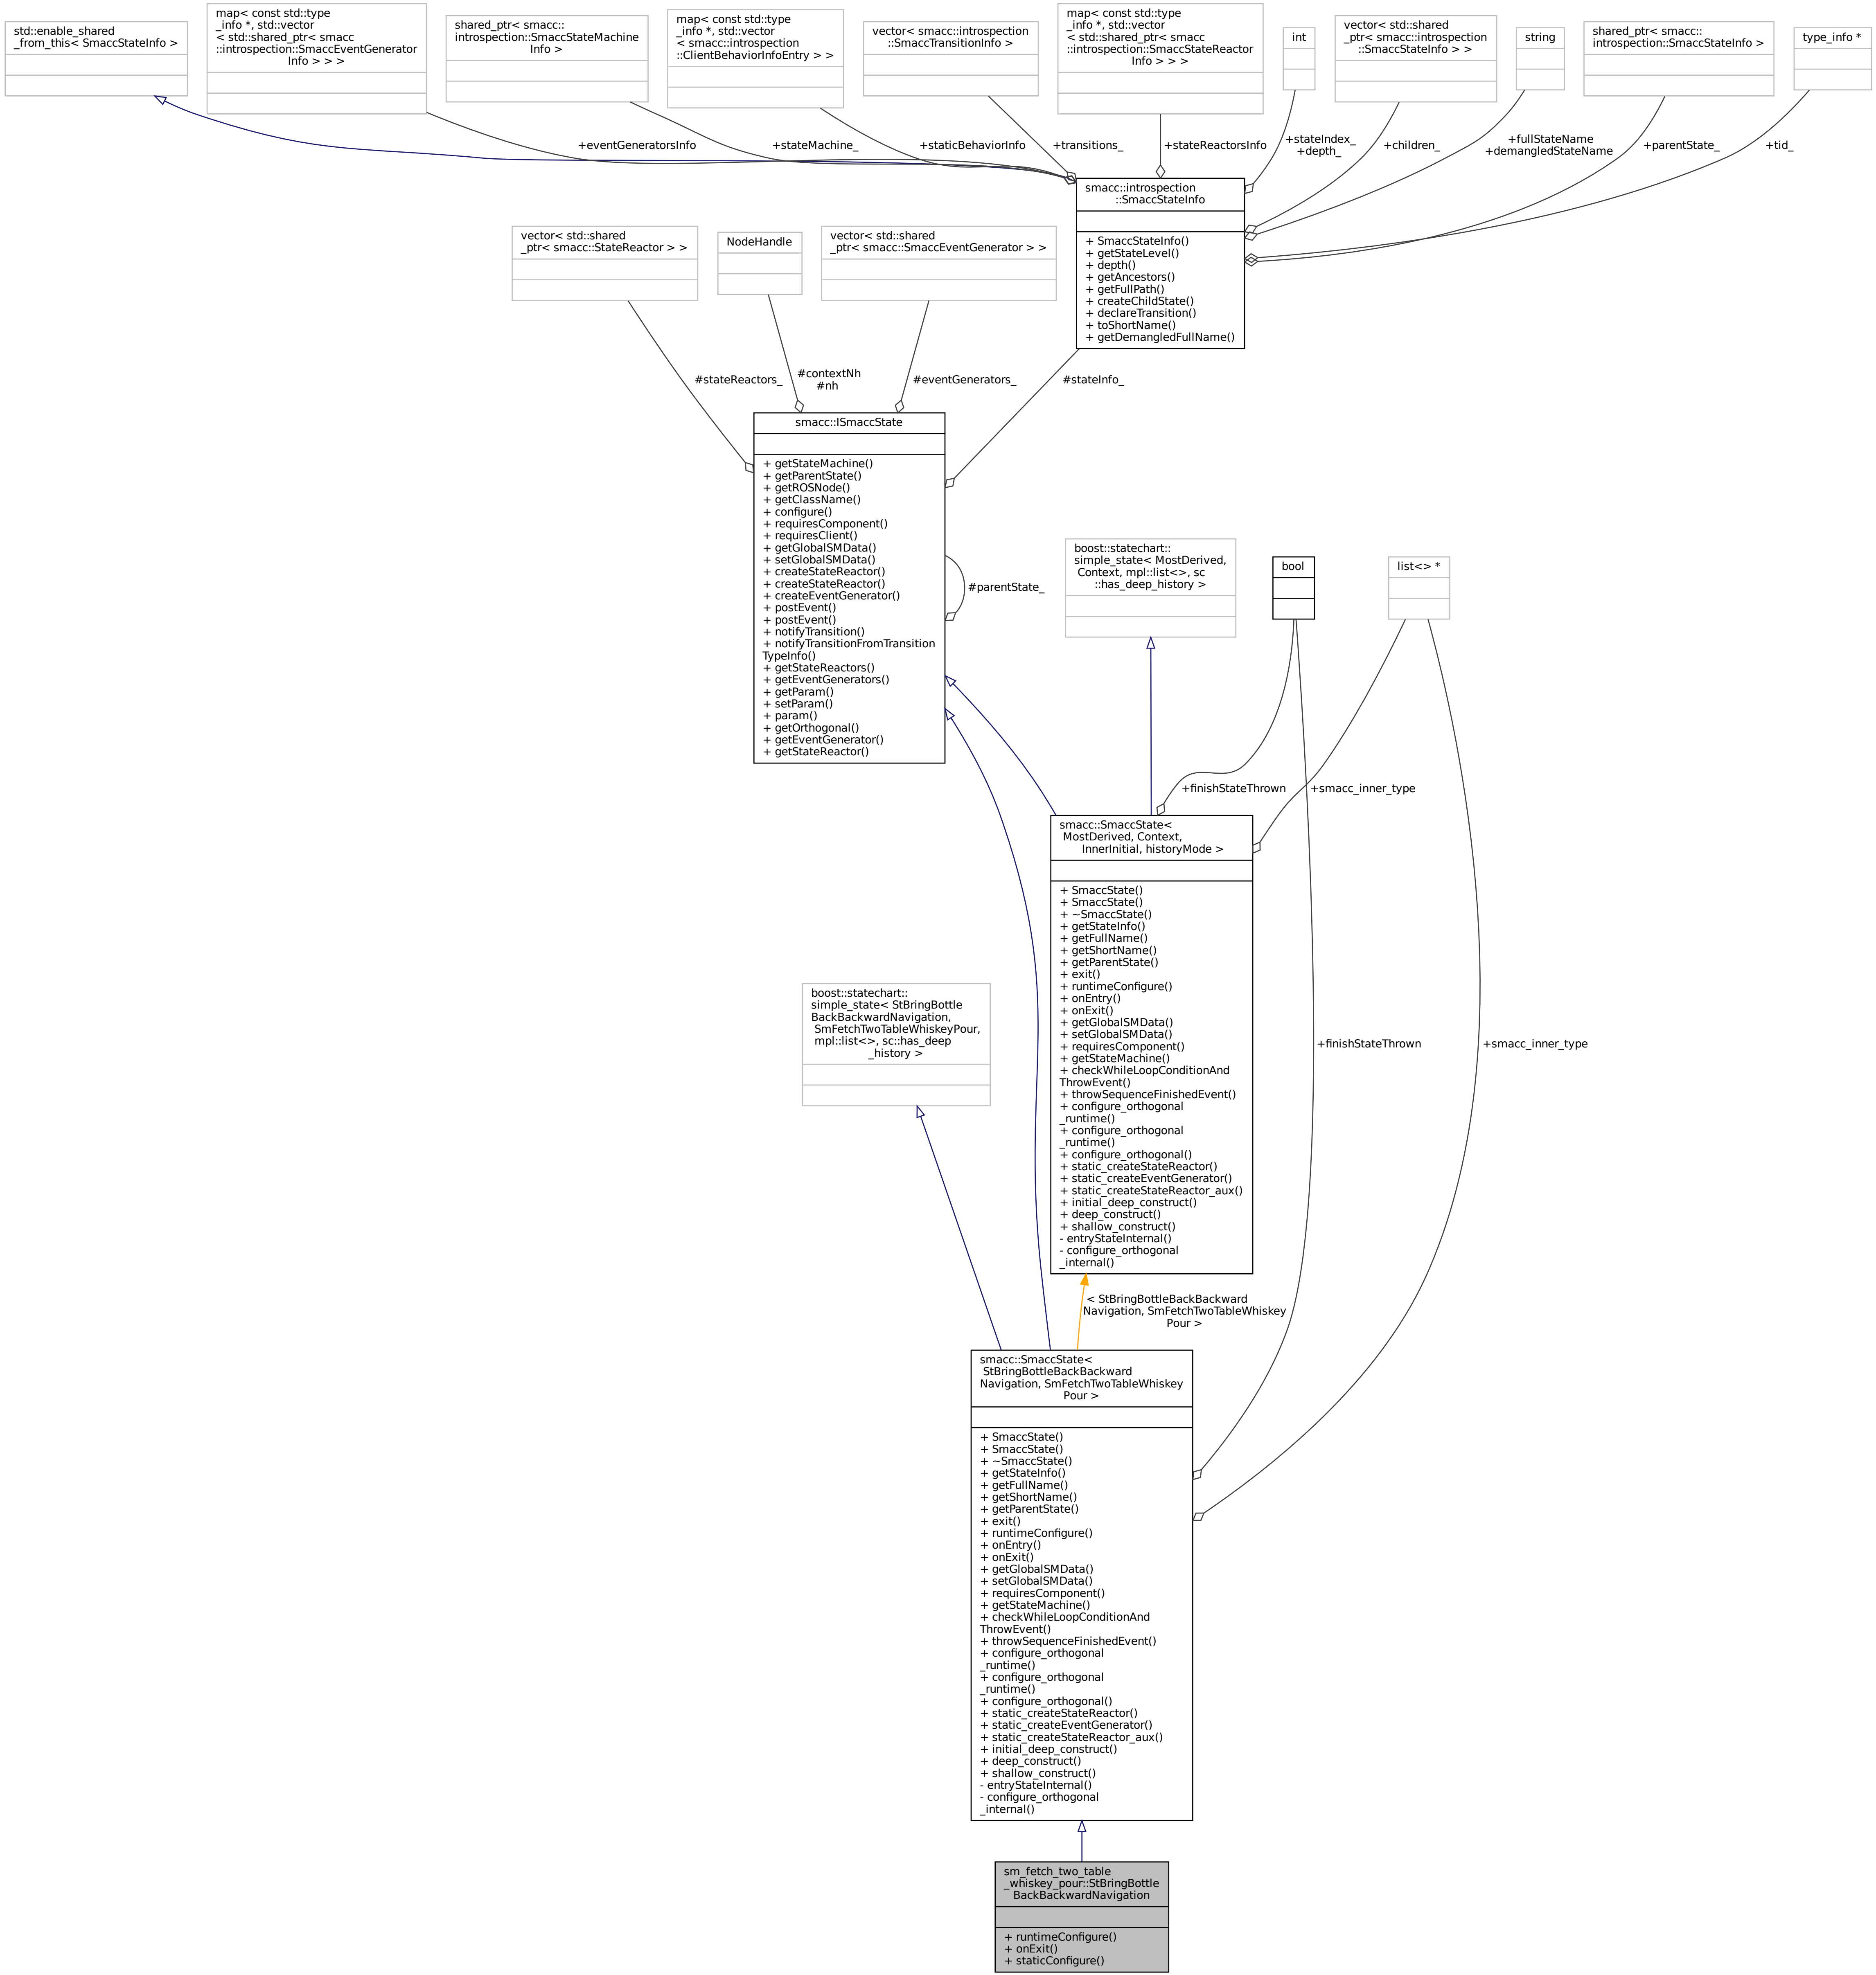 std::enable_shared
_from_this< SmaccStateInfo >
map< const std::type
_info *, std::vector
< std::shared_ptr< smacc
::introspection::SmaccEventGenerator
Info > > >
shared_ptr< smacc::
introspection::SmaccStateMachine
Info >
map< const std::type
_info *, std::vector
< smacc::introspection
::ClientBehaviorInfoEntry > >
vector< smacc::introspection
::SmaccTransitionInfo >
map< const std::type
_info *, std::vector
< std::shared_ptr< smacc
::introspection::SmaccStateReactor
Info > > >
int
vector< std::shared
_ptr< smacc::introspection
::SmaccStateInfo > >
string
shared_ptr< smacc::
introspection::SmaccStateInfo >
type_info *
+eventGeneratorsInfo
+stateMachine_
+staticBehaviorInfo
+transitions_
+stateReactorsInfo
+stateIndex_
+depth_
+children_
+fullStateName
+demangledStateName
+parentState_
+tid_
smacc::introspection
::SmaccStateInfo
+ SmaccStateInfo()
+ getStateLevel()
+ depth()
+ getAncestors()
+ getFullPath()
+ createChildState()
+ declareTransition()
+ toShortName()
+ getDemangledFullName()
vector< std::shared
_ptr< smacc::StateReactor > >
NodeHandle
vector< std::shared
_ptr< smacc::SmaccEventGenerator > >
#stateReactors_
#contextNh
#nh
#eventGenerators_
#stateInfo_
smacc::ISmaccState
+ getStateMachine()
+ getParentState()
+ getROSNode()
+ getClassName()
+ configure()
+ requiresComponent()
+ requiresClient()
+ getGlobalSMData()
+ setGlobalSMData()
+ createStateReactor()
+ createStateReactor()
+ createEventGenerator()
+ postEvent()
+ postEvent()
+ notifyTransition()
+ notifyTransitionFromTransition
TypeInfo()
+ getStateReactors()
+ getEventGenerators()
+ getParam()
+ setParam()
+ param()
+ getOrthogonal()
+ getEventGenerator()
+ getStateReactor()
#parentState_
boost::statechart::
simple_state< MostDerived,
Context, mpl::list<>, sc
::has_deep_history >
bool
list<> *
+finishStateThrown
+smacc_inner_type
smacc::SmaccState<
MostDerived, Context,
InnerInitial, historyMode >
+ SmaccState()
+ SmaccState()
+ ~SmaccState()
+ getStateInfo()
+ getFullName()
+ getShortName()
+ getParentState()
+ exit()
+ runtimeConfigure()
+ onEntry()
+ onExit()
+ getGlobalSMData()
+ setGlobalSMData()
+ requiresComponent()
+ getStateMachine()
+ checkWhileLoopConditionAnd
ThrowEvent()
+ throwSequenceFinishedEvent()
+ configure_orthogonal
_runtime()
+ configure_orthogonal
_runtime()
+ configure_orthogonal()
+ static_createStateReactor()
+ static_createEventGenerator()
+ static_createStateReactor_aux()
+ initial_deep_construct()
+ deep_construct()
+ shallow_construct()
- entryStateInternal()
- configure_orthogonal
_internal()
boost::statechart::
simple_state< StBringBottle
BackBackwardNavigation,
SmFetchTwoTableWhiskeyPour,
mpl::list<>, sc::has_deep
_history >
+finishStateThrown
+smacc_inner_type
< StBringBottleBackBackward
Navigation, SmFetchTwoTableWhiskey
Pour >
smacc::SmaccState<
StBringBottleBackBackward
Navigation, SmFetchTwoTableWhiskey
Pour >
+ SmaccState()
+ SmaccState()
+ ~SmaccState()
+ getStateInfo()
+ getFullName()
+ getShortName()
+ getParentState()
+ exit()
+ runtimeConfigure()
+ onEntry()
+ onExit()
+ getGlobalSMData()
+ setGlobalSMData()
+ requiresComponent()
+ getStateMachine()
+ checkWhileLoopConditionAnd
ThrowEvent()
+ throwSequenceFinishedEvent()
+ configure_orthogonal
_runtime()
+ configure_orthogonal
_runtime()
+ configure_orthogonal()
+ static_createStateReactor()
+ static_createEventGenerator()
+ static_createStateReactor_aux()
+ initial_deep_construct()
+ deep_construct()
+ shallow_construct()
- entryStateInternal()
- configure_orthogonal
_internal()
sm_fetch_two_table
_whiskey_pour::StBringBottle
BackBackwardNavigation
+ runtimeConfigure()
+ onExit()
+ staticConfigure()